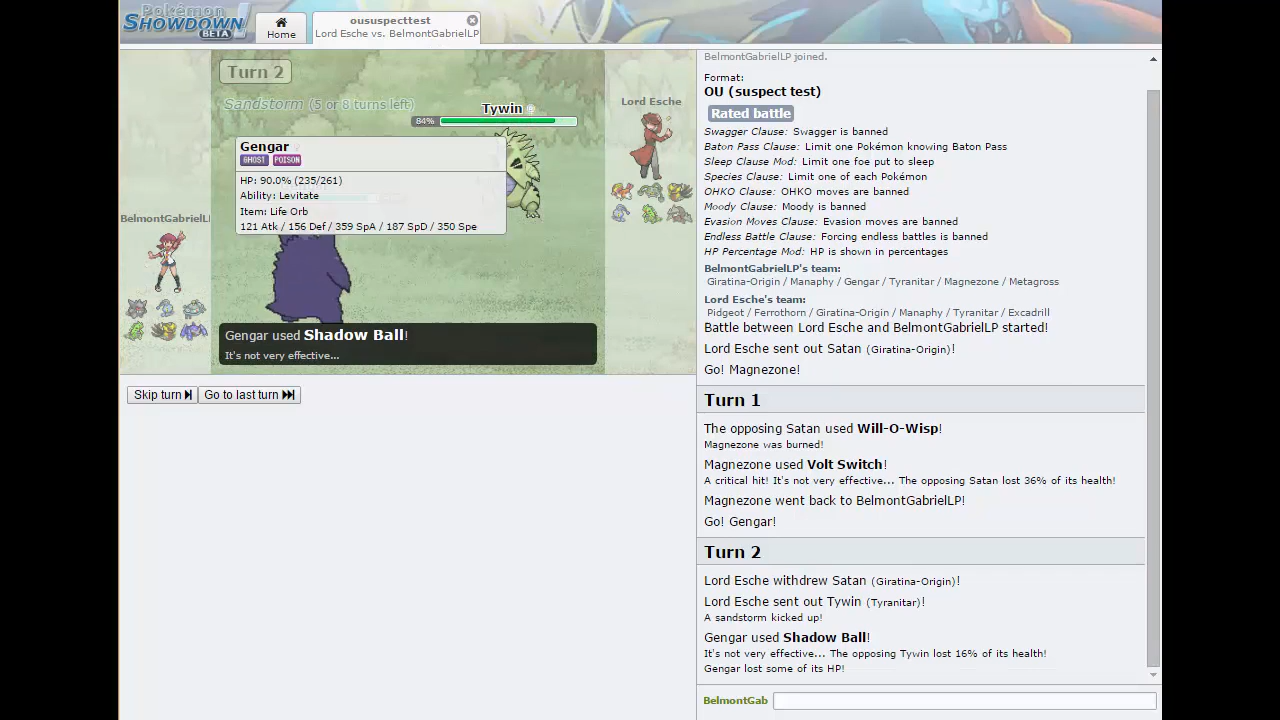 Pokémon
SHOWDOWN!
BETA
Home
oususpecttest
Lord Esche vs. BelmontGabrielLP
Turn 2
Sandstorm (5 or 8 turns left)
Tywin
84%
Gengar
GHOST POISON
HP: 90.0% (235/261)
Ability: Levitate
Item: Life Orb
121 Atk / 156 Def / 359 SpA / 187 SpD / 350 Spe
BelmontGabrielL
Lord Esche
Gengar used Shadow Ball!
It's not very effective...
Skip turn
Go to last turn
BelmontGabrielLP joined.
Format:
OU (suspect test)
Rated battle
Swagger Clause: Swagger is banned
Baton Pass Clause: Limit one Pokémon knowing Baton Pass
Sleep Clause Mod: Limit one foe put to sleep
Species Clause: Limit one of each Pokémon
OHKO Clause: OHKO moves are banned
Moody Clause: Moody is banned
Evasion Moves Clause: Evasion moves are banned
Endless Battle Clause: Forcing endless battles is banned
HP Percentage Mod: HP is shown in percentages
BelmontGabrielLP's team:
Giratina-Origin / Manaphy / Gengar / Tyranitar / Magnezone / Metagross
Lord Esche's team:
Pidgeot / Ferrothorn / Giratina-Origin / Manaphy / Tyranitar / Excadrill
Battle between Lord Esche and BelmontGabrielLP started!
Lord Esche sent out Satan (Giratina-Origin)!
Go! Magnezone!
Turn 1
The opposing Satan used Will-O-Wisp!
Magnezone was burned!
Magnezone used Volt Switch!
A critical hit! It's not very effective... The opposing Satan lost 36% of its health!
Magnezone went back to BelmontGabrielLP!
Go! Gengar!
Turn 2
Lord Esche withdrew Satan (Giratina-Origin)!
Lord Esche sent out Tywin (Tyranitar)!
A sandstorm kicked up!
Gengar used Shadow Ball!
It's not very effective... The opposing Tywin lost 16% of its health!
Gengar lost some of its HP!
BelmontGab